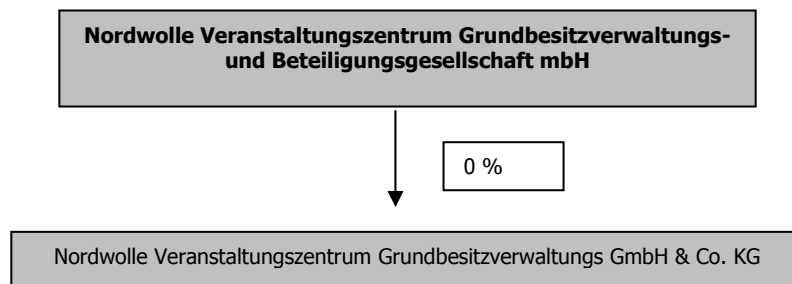 Nordwolle Veranstaltungszentrum Grundbesitzverwaltungs-
und Beteiligungsgesellschaft mbH
0 %
Nordwolle Veranstaltungszentrum Grundbesitzverwaltungs GmbH & Co. KG